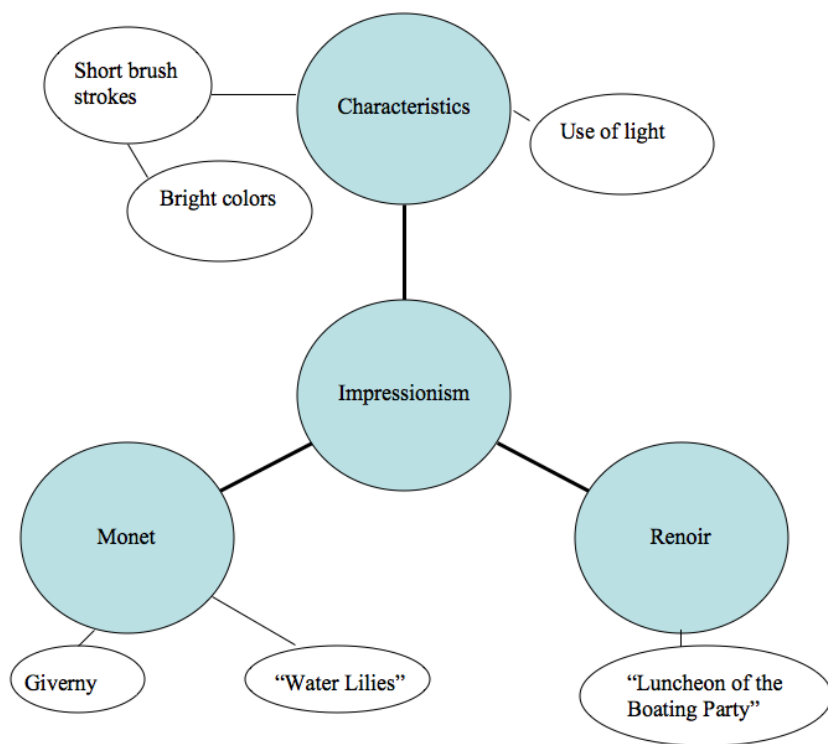 Short brush
strokes
Characteristics
Use of light
Bright colors
Impressionism
Monet
Renoir
Giverny
“Water Lilies”
“Luncheon of the
Boating Party”